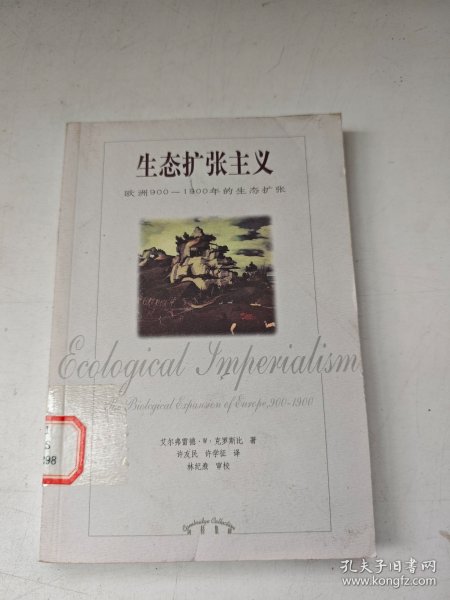 生态扩张主义
欧洲900—1900年的生态扩张
Ecological Imperialism
The Biological Expansion of Europe, 900-1900
艾尔弗雷德·W·克罗斯比 著
许友民 许学征 译
林纪焘 审校
Cambridge Collection
孔夫子旧书网
www.kongfz.com